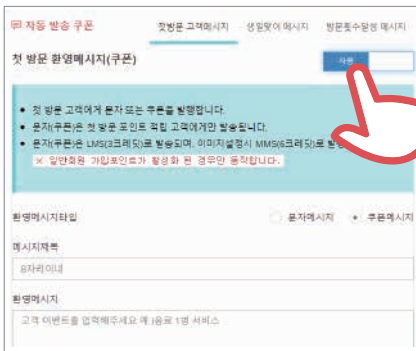 자동 발송 쿠폰
첫방문 고객메시지 생일맞이 메시지 방문횟수달성 메시지
첫 방문 환영메시지(쿠폰)
사용
• 첫 방문 고객에게 문자 또는 쿠폰을 발행합니다.
• 문자(쿠폰)은 첫 방문 포인트 적립 고객에게만 발송됩니다.
• 문자(쿠폰)은 LMS(3크레딧)로 발송되며, 이미지설정시 MMS(6크레딧)로
※ 일반회원 가입포인트가 활성화 된 경우만 동작합니다.
환영메시지타입
문자메시지 쿠폰메시지
메시지제목
8자리이내
환영메시지
고객 이벤트를 입력해주세요 예)음료 1병 서비스